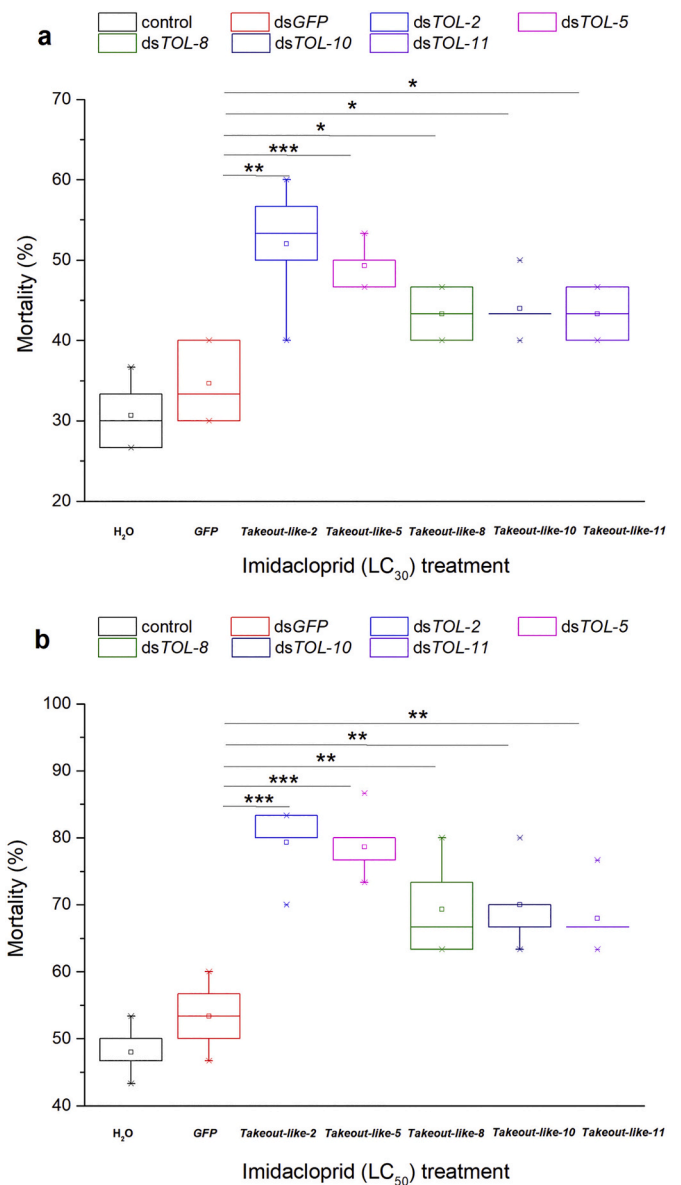 a
control dsGFP dsTOL-2 dsTOL-5
dsTOL-8 dsTOL-10 dsTOL-11
70
60
50
40
30
20
Mortality (%)
*
*
*
***
**
H₂O GFP Takeout-like-2 Takeout-like-5 Takeout-like-8 Takeout-like-10 Takeout-like-11
Imidacloprid (LC₃₀) treatment
b
control dsGFP dsTOL-2 dsTOL-5
dsTOL-8 dsTOL-10 dsTOL-11
100
90
80
70
60
50
40
Mortality (%)
**
**
**
***
***
H₂O GFP Takeout-like-2 Takeout-like-5 Takeout-like-8 Takeout-like-10 Takeout-like-11
Imidacloprid (LC₅₀) treatment